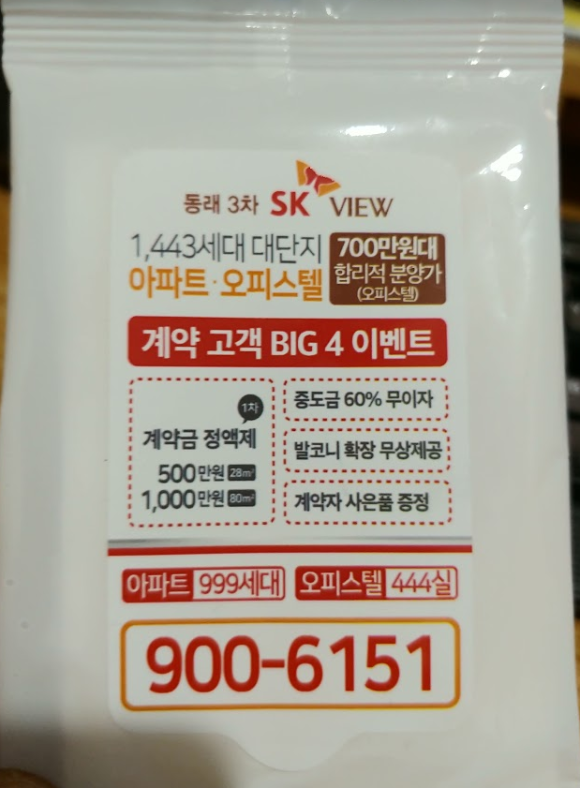 동래 3차 SK VIEW
1,443세대 대단지
아파트·오피스텔
700만원대
합리적 분양가
(오피스텔)
계약 고객 BIG 4 이벤트
1차
계약금 정액제
500만원 28m²
1,000만원 80m²
중도금 60% 무이자
발코니 확장 무상제공
계약자 사은품 증정
아파트 999세대 오피스텔 444실
900-6151